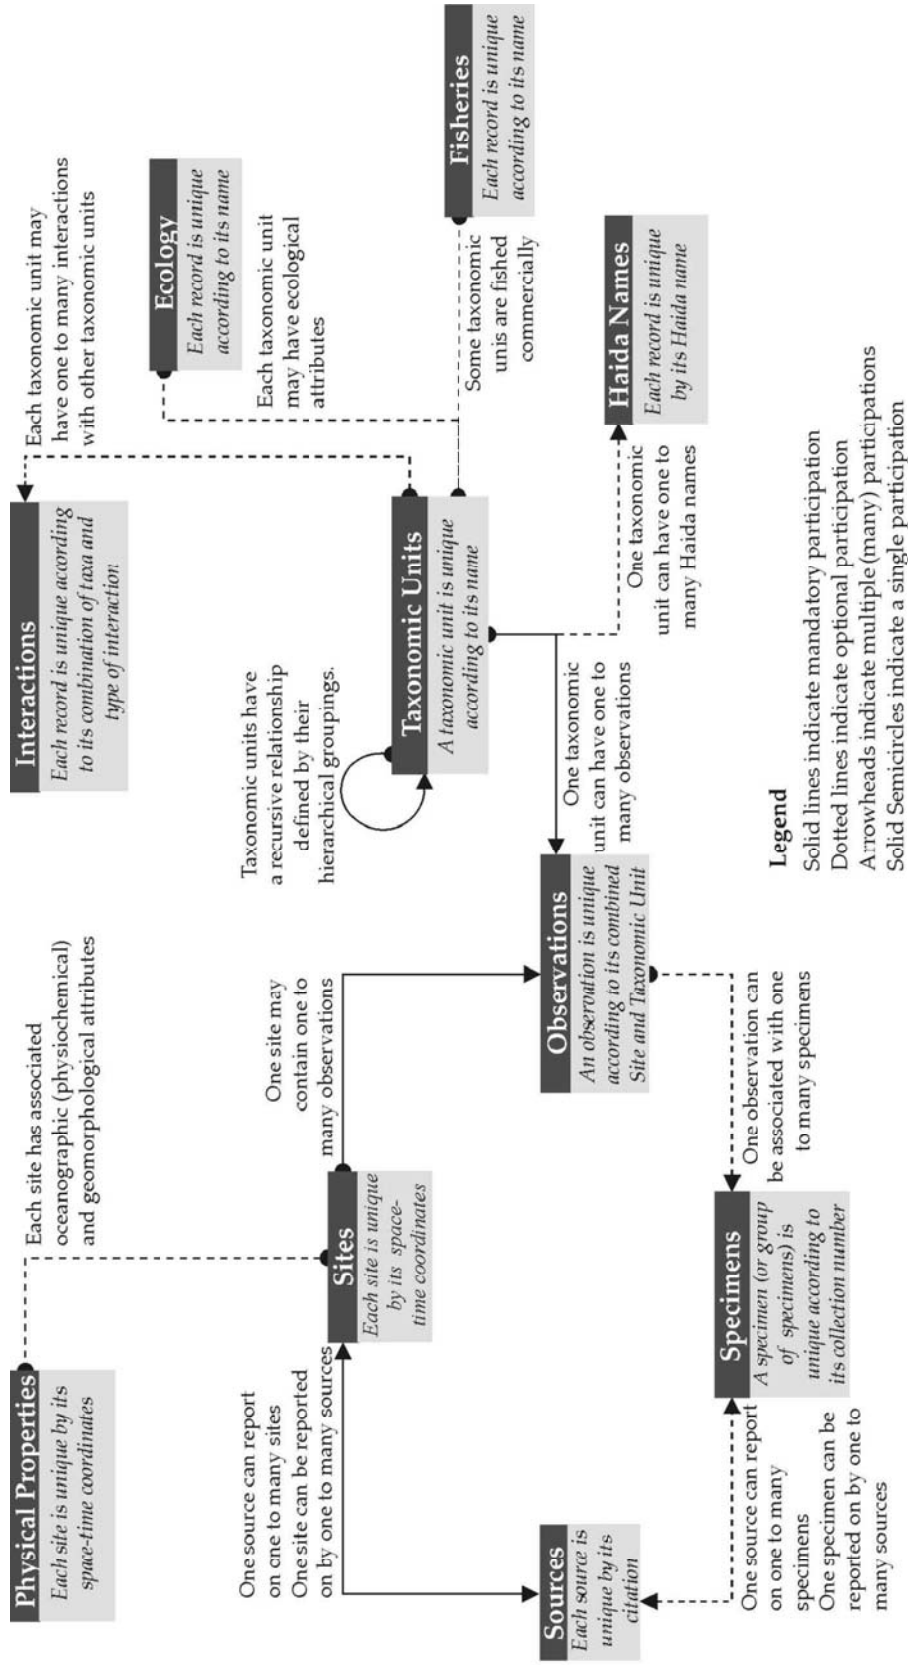 Physical Properties
Each site is unique by its
space-time coordinates
Each site has associated
oceanographic (physiochemical)
and geomorphological attributes
Interactions
Each record is unique according
to its combination of taxa and
type of interaction.
Each taxonomic unit may
have one to many interactions
with other taxonomic units
Ecology
Each record is unique
according to its name
Each taxonomic unit
may have ecological
attributes
Taxonomic units have
a recursive relationship
defined by their
hierarchical groupings.
Onesource can report
on one to many sites
One site can be reported
on by one to many sources
Sites
Each site is unique
by its space-
time coordinates
One site may
contain one to
many observations
Taxonomic Units
A taxonomic unit is unique
according to its name
Some taxonomic
unis are fished
commercially
Fisheries
Each record is unique
according to its name
Sources
Each source is
unique by its
citation
Observations
An observation is unique
according to its combined
Site and Taxonomic Unit
One taxonomic
unit can have one to
many observations
One taxonomic
unit can have one to
many Haida names
Haida Names
Each record is unique
by its Haida name
One source can report
on one to many
specimens
One specimen can be
reported on by one to
many sources
Specimens
A specimen (or group
of specimens) is
unique according to
its collection number
One observation can
be associated with one
to many specimens
Legend
Solid lines indicate mandatory participation
Dotted lines indicate optional participation
Arrowheads indicate multiple (many) participations
Solid Semicircles indicate a single participation